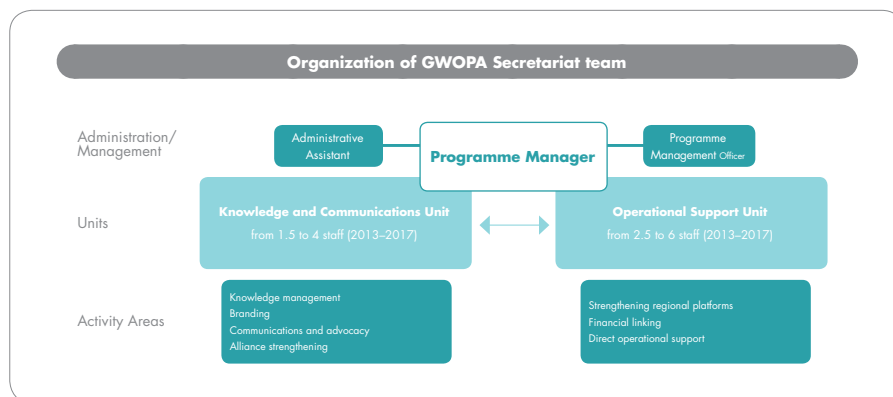 Organization of GWOPA Secretariat team
Administration/
Management
Administrative
Assistant
Programme Manager
Programme
Management Officer
Units
Knowledge and Communications Unit
from 1.5 to 4 staff (2013–2017)
Operational Support Unit
from 2.5 to 6 staff (2013–2017)
Activity Areas
Knowledge management
Branding
Communications and advocacy
Alliance strengthening
Strengthening regional platforms
Financial linking
Direct operational support